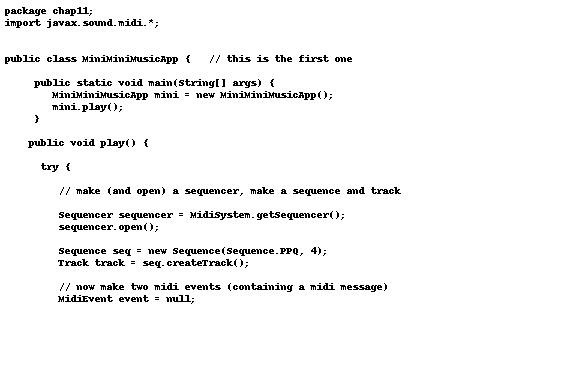 package chap11;
import javax.sound.midi.*;
public class MiniMiniMusicApp {   // this is the first one
public static void main(String[] args) {
MiniMiniMusicApp mini = new MiniMiniMusicApp();
mini.play();
}
public void play() {
try {
// make (and open) a sequencer, make a sequence and track
Sequencer sequencer = MidiSystem.getSequencer();
sequencer.open();
Sequence seq = new Sequence(Sequence.PPQ, 4);
Track track = seq.createTrack();
// now make two midi events (containing a midi message)
MidiEvent event = null;